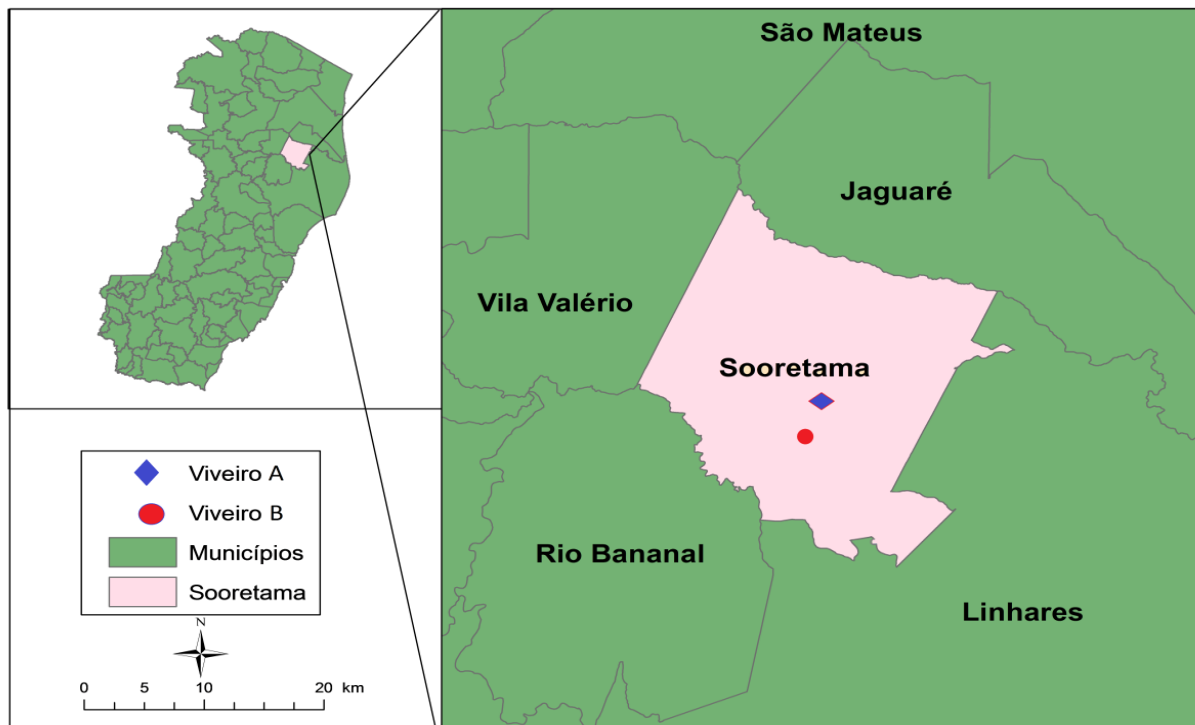 São Mateus
Jaguaré
Vila Valério
Sooretama
Rio Bananal
Linhares
Viveiro A
Viveiro B
Municípios
Sooretama
N
0 5 10 20 km